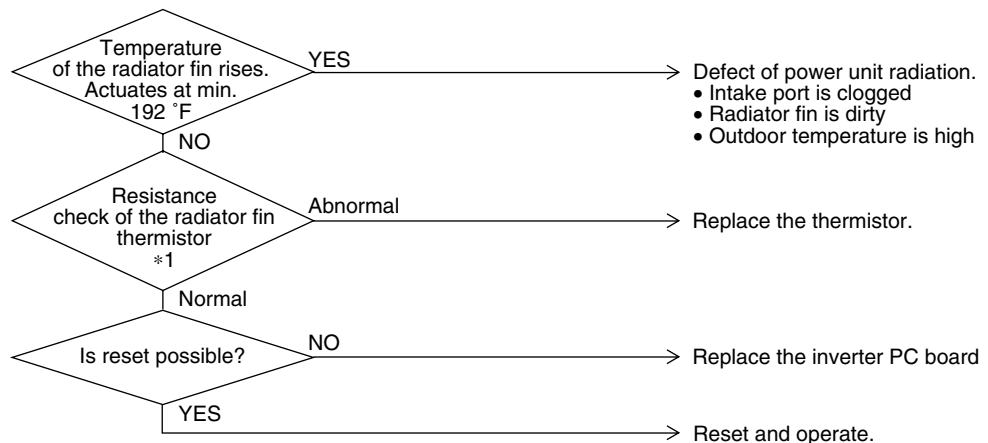 Temperature
of the radiator fin rises.
Actuates at min.
192 ˚F
YES
Defect of power unit radiation.
• Intake port is clogged
• Radiator fin is dirty
• Outdoor temperature is high
NO
Resistance
check of the radiator fin
thermistor
*1
Abnormal
Replace the thermistor.
Normal
Is reset possible?
NO
Replace the inverter PC board
YES
Reset and operate.